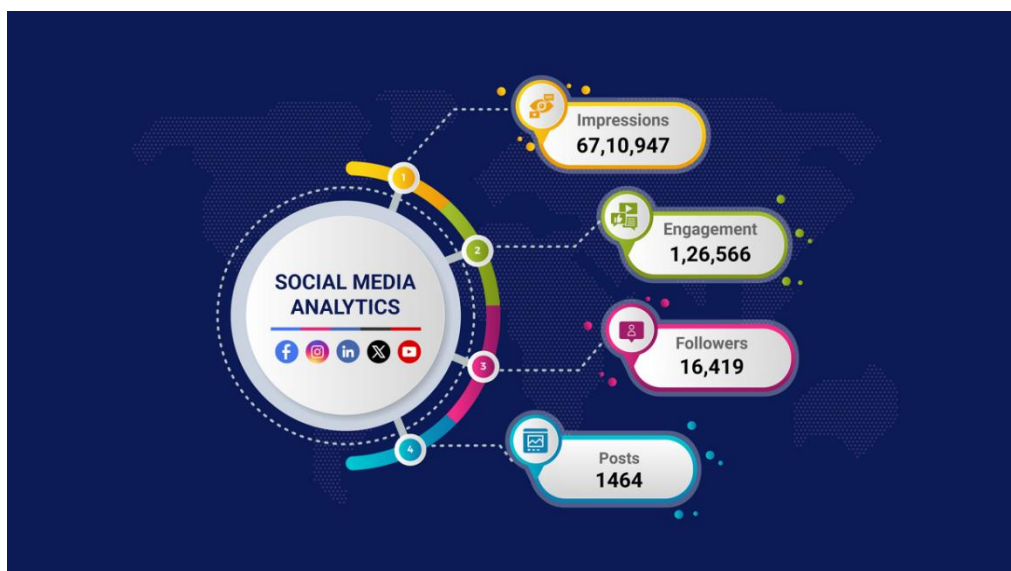 SOCIAL MEDIA
ANALYTICS
1
Impressions
67,10,947
2
Engagement
1,26,566
3
Followers
16,419
4
Posts
1464